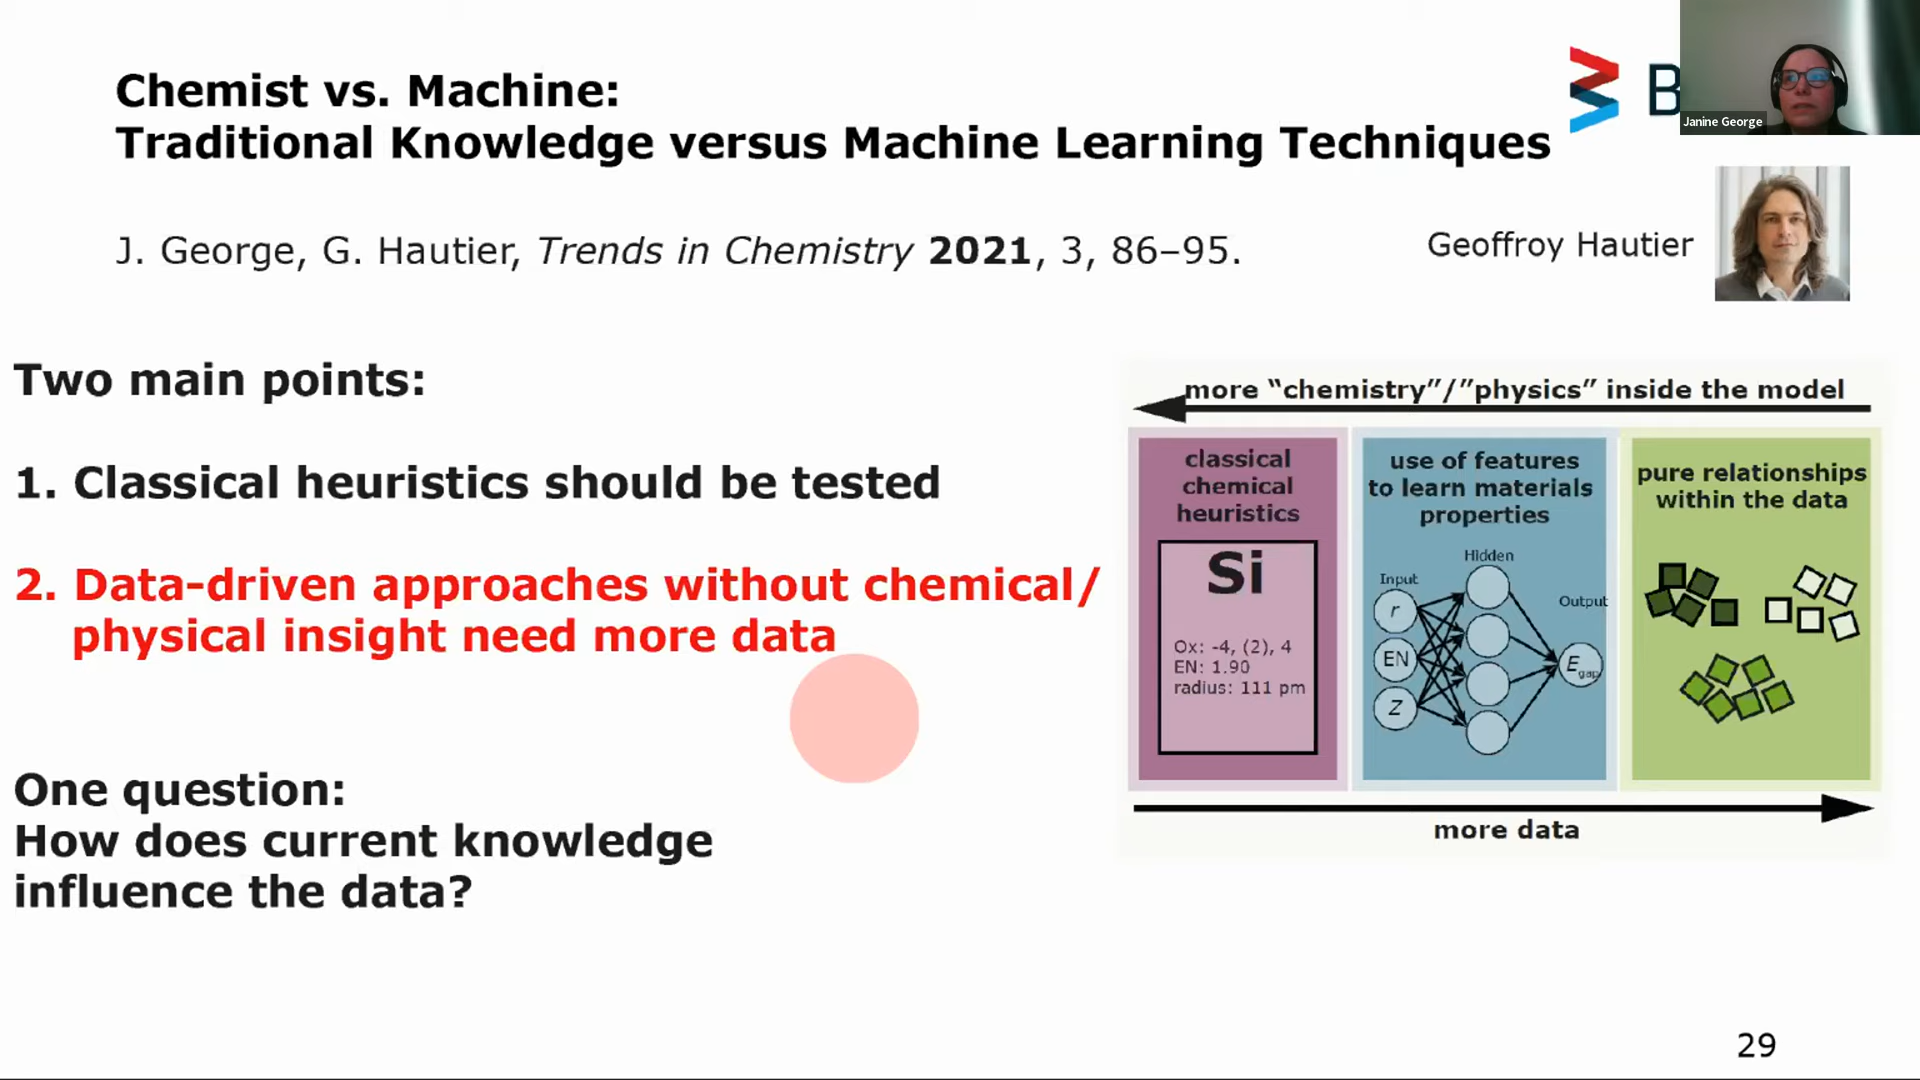 Chemist vs. Machine:
Traditional Knowledge versus Machine Learning Techniques
B
Janine George
J. George, G. Hautier, Trends in Chemistry 2021, 3, 86–95.
Geoffroy Hautier
Two main points:
1. Classical heuristics should be tested
2. Data-driven approaches without chemical/
physical insight need more data
One question:
How does current knowledge
influence the data?
more “chemistry”/”physics” inside the model
classical
chemical
heuristics
Si
Ox: -4, (2), 4
EN: 1.90
radius: 111 pm
use of features
to learn materials
properties
Hidden
Input
Output
r
EN
Z
Egap
pure relationships
within the data
more data
29